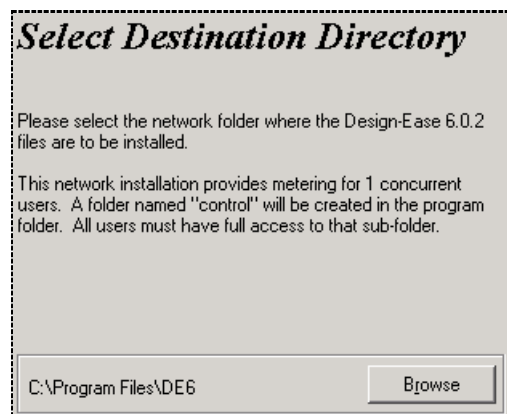 Select Destination Directory
Please select the network folder where the Design-Ease 6.0.2
files are to be installed.
This network installation provides metering for 1 concurrent
users. A folder named "control" will be created in the program
folder. All users must have full access to that sub-folder.
C:\Program Files\DE6
Browse